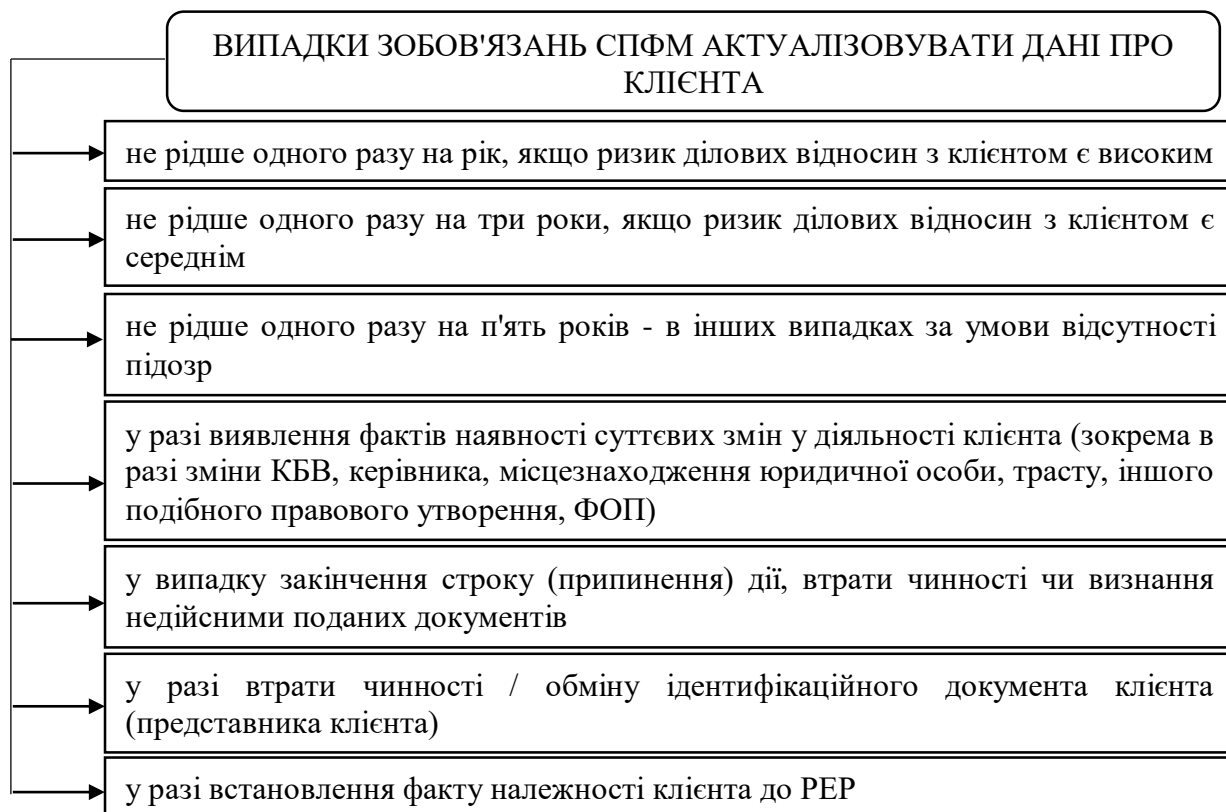 ВИПАДКИ ЗОБОВ'ЯЗАНЬ СПФМ АКТУАЛІЗОВУВАТИ ДАНІ ПРО
КЛІЄНТА
не рідше одного разу на рік, якщо ризик ділових відносин з клієнтом є високим
не рідше одного разу на три роки, якщо ризик ділових відносин з клієнтом є
середнім
не рідше одного разу на п'ять років - в інших випадках за умови відсутності
підозр
у разі виявлення фактів наявності суттєвих змін у діяльності клієнта (зокрема в
разі зміни КБВ, керівника, місцезнаходження юридичної особи, трасту, іншого
подібного правового утворення, ФОП)
у випадку закінчення строку (припинення) дії, втрати чинності чи визнання
недійсними поданих документів
у разі втрати чинності / обміну ідентифікаційного документа клієнта
(представника клієнта)
у разі встановлення факту належності клієнта до PEP